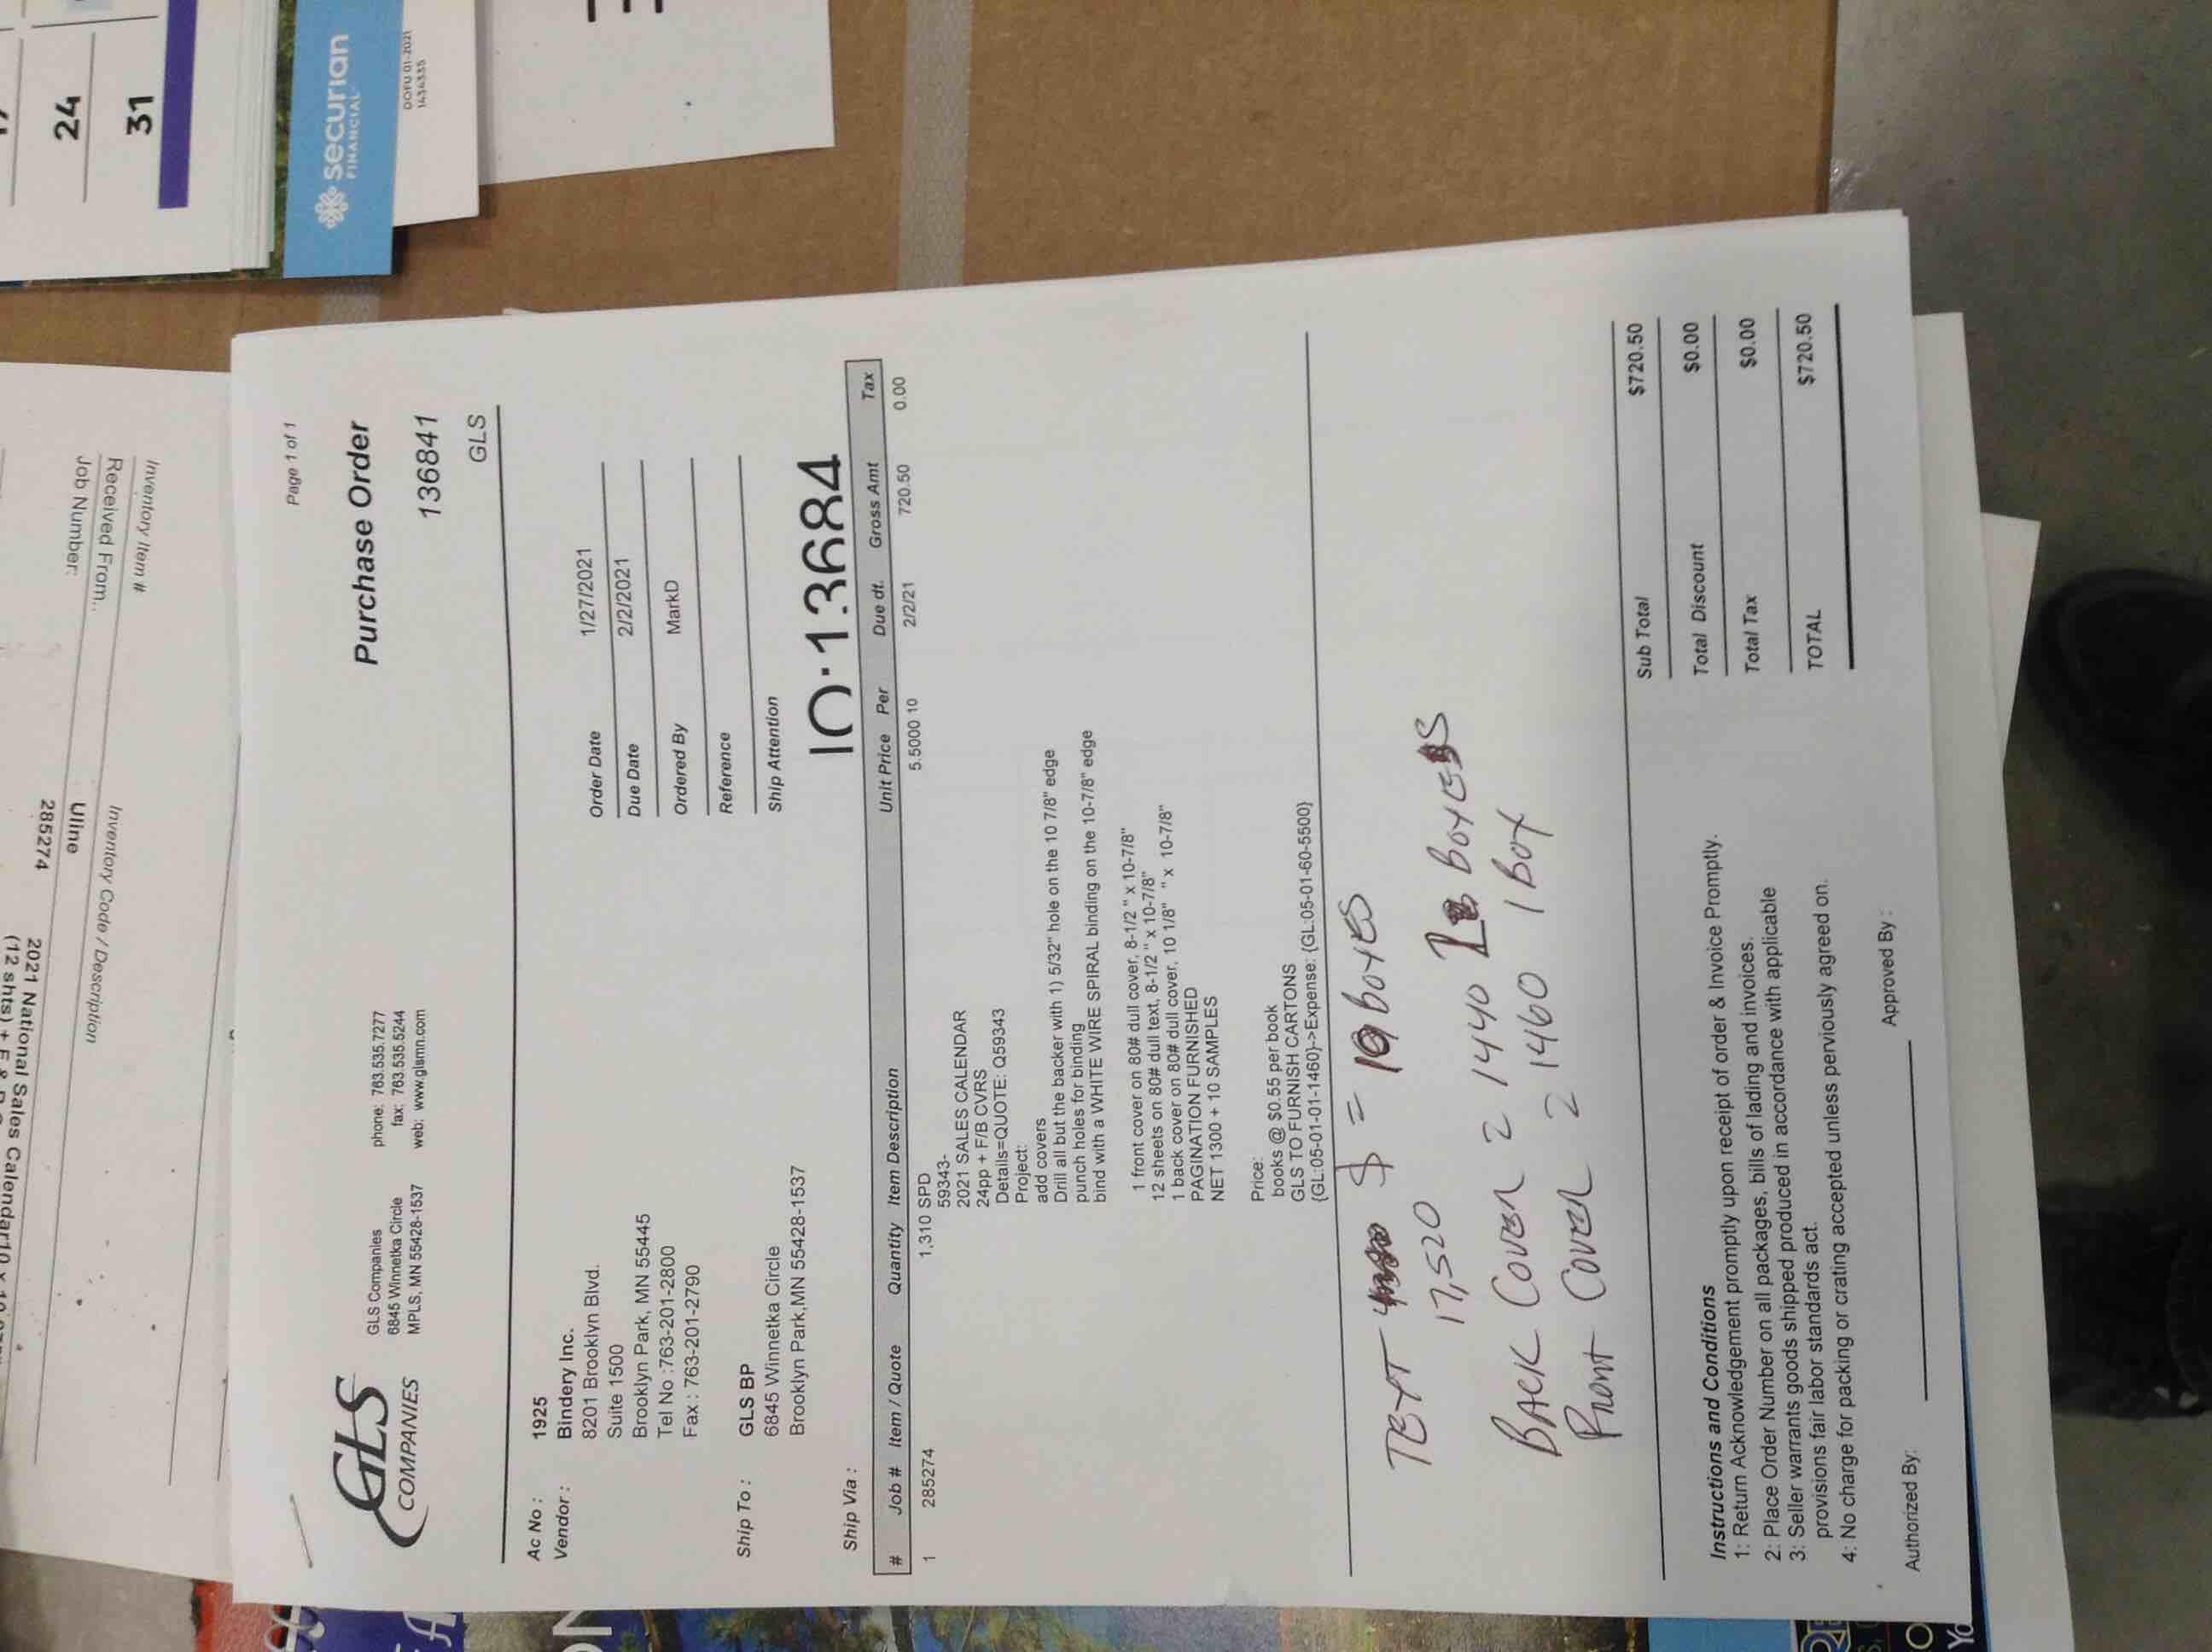 Page 1 of 1
GLS
COMPANIES
GLS Companies
6845 Winnetka Circle
MPLS, MN 55428-1537
phone: 763.535.7277
fax: 763.535.5244
web: www.glsmn.com
Purchase Order
136841
GLS
Ac No : 1925
Vendor : Bindery Inc.
8201 Brooklyn Blvd.
Suite 1500
Brooklyn Park, MN 55445
Tel No :763-201-2800
Fax : 763-201-2790
Ship To : GLS BP
6845 Winnetka Circle
Brooklyn Park,MN 55428-1537
Ship Via :
Order Date 1/27/2021
Due Date 2/2/2021
Ordered By MarkD
Reference
Ship Attention
10.13684
# Job # Item / Quote Quantity Item Description Unit Price Per Due dt. Gross Amt Tax
1 285274 1,310 SPD 5.5000 10 2/2/21 720.50 0.00
59343-
2021 SALES CALENDAR
24pp + F/B CVRS
Details=QUOTE: Q59343
Project:
add covers
Drill all but the backer with 1) 5/32" hole on the 10 7/8" edge
punch holes for binding
bind with a WHITE WIRE SPIRAL binding on the 10-7/8" edge
1 front cover on 80# dull cover, 8-1/2 " x 10-7/8"
12 sheets on 80# dull text, 8-1/2 " x 10-7/8"
1 back cover on 80# dull cover, 10 1/8" " x 10-7/8"
PAGINATION FURNISHED
NET 1300 + 10 SAMPLES
Price:
books @ $0.55 per book
GLS TO FURNISH CARTONS
{GL:05-01-01-1460}->Expense: {GL:05-01-60-5500}
TEXT = boxes
17,520
BACK COVER = 1440 Boxes
Front COVER = 1460 1 Box
Sub Total $720.50
Total Discount $0.00
Total Tax $0.00
TOTAL $720.50
Instructions and Conditions
1: Return Acknowledgement promptly upon receipt of order & Invoice Promptly.
2: Place Order Number on all packages, bills of lading and invoices.
3: Seller warrants goods shipped produced in accordance with applicable
provisions fair labor standards act.
4: No charge for packing or crating accepted unless perviously agreed on.
Authorized By:
Approved By :
24
31
securian
FINANCIAL
DOFU 01-2021
1434335
Inventory Item #
Received From..
Job Number:
Inventory Code / Description
Uline
285274
2021 National Sales Calendar
(12 shts) + F &